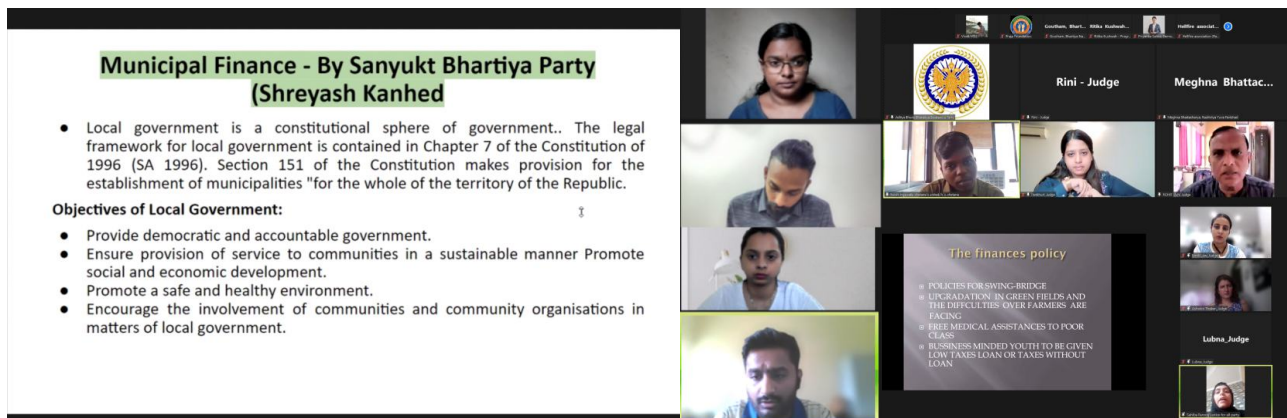 Municipal Finance - By Sanyukt Bhartiya Party
(Shreyash Kanhed
● Local government is a constitutional sphere of government.. The legal
framework for local government is contained in Chapter 7 of the Constitution of
1996 (SA 1996). Section 151 of the Constitution makes provision for the
establishment of municipalities "for the whole of the territory of the Republic.
Objectives of Local Government:
● Provide democratic and accountable government.
● Ensure provision of service to communities in a sustainable manner Promote
social and economic development.
● Promote a safe and healthy environment.
● Encourage the involvement of communities and community organisations in
matters of local government.
Goutham, Bhart... Ritika Kushwah... Hellfire associat...
Rini - Judge
Meghna Bhattac...
The finances policy
POLICIES FOR SWING-BRIDGE
UPGRADATION IN GREEN FIELDS AND
THE DIFFCULTIES OVER FARMERS ARE
FACING
FREE MEDICAL ASSISTANCES TO POOR
CLASS
BUSSINESS MINDED YOUTH TO BE GIVEN
LOW TAXES LOAN OR TAXES WITHOUT
LOAN
Lubna_Judge
Lubna_Judge